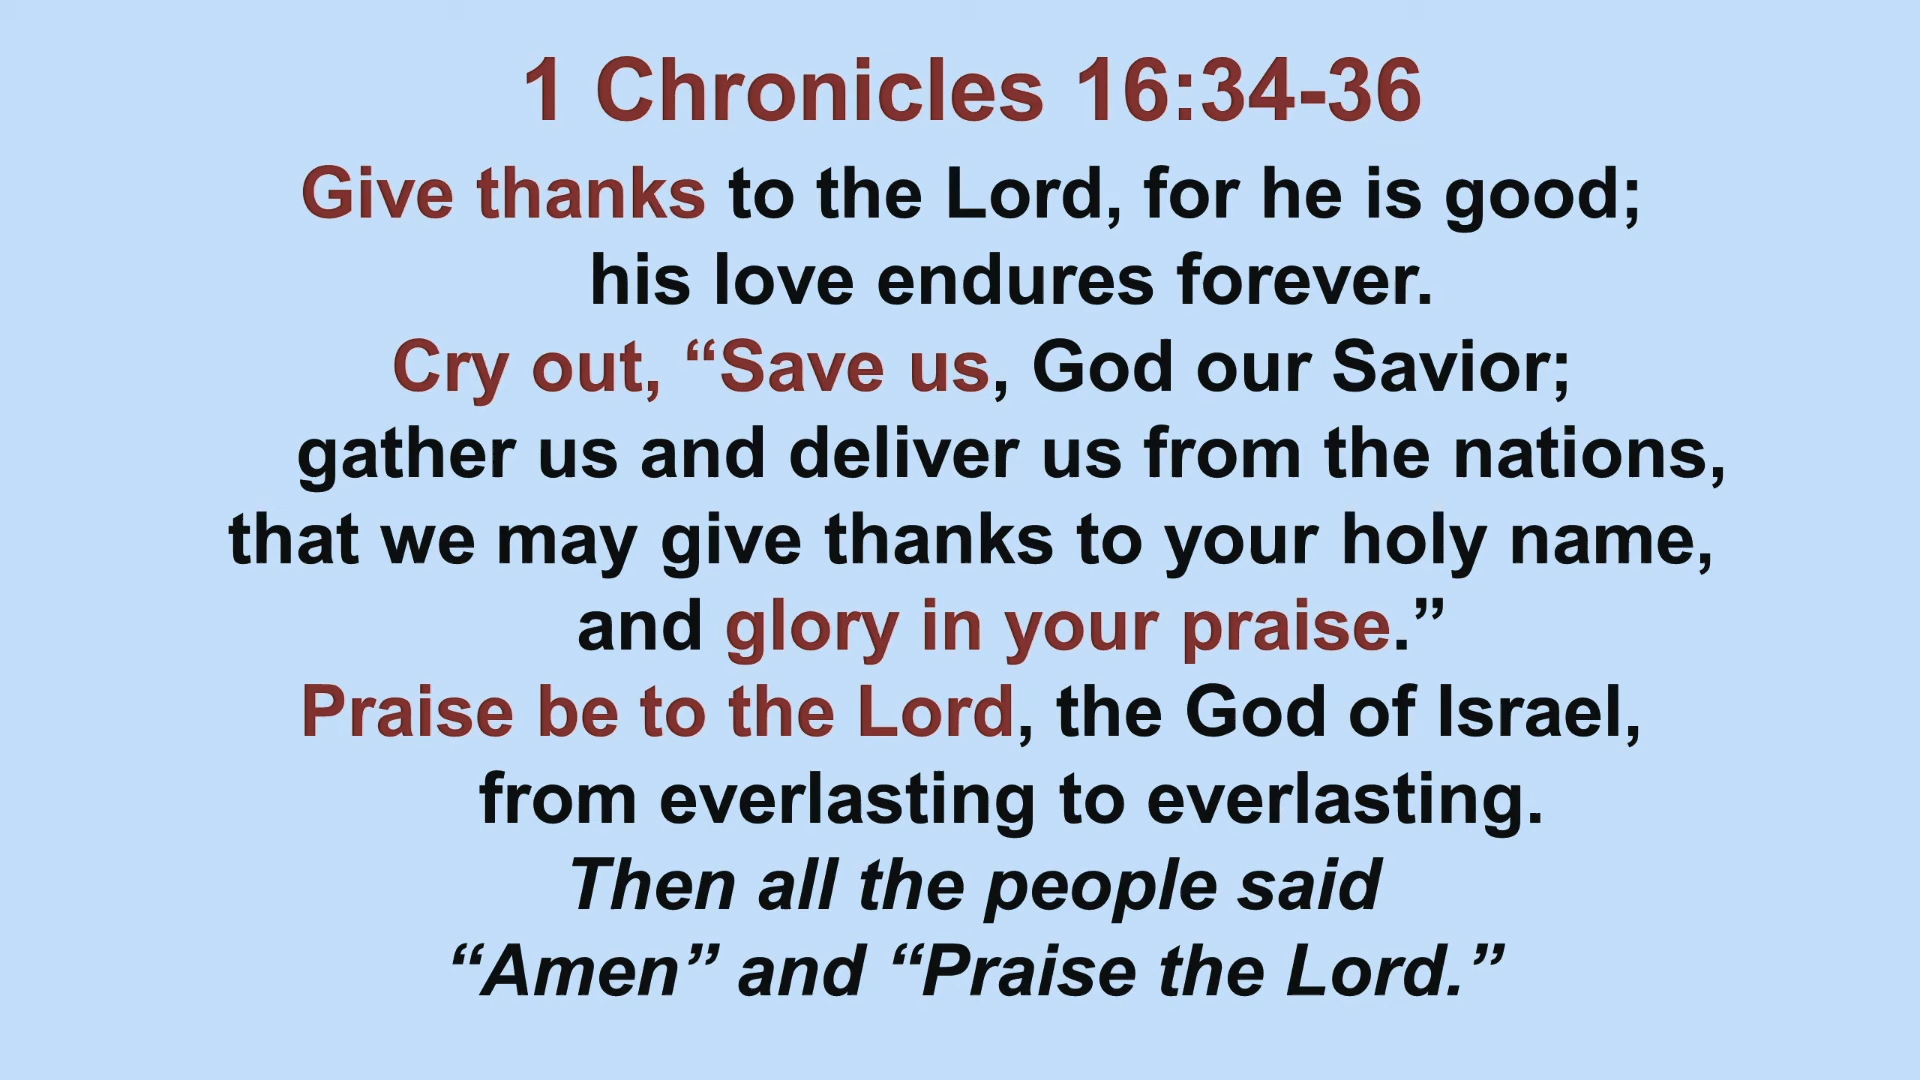 1 Chronicles 16:34-36
Give thanks to the Lord, for he is good;
his love endures forever.
Cry out, “Save us, God our Savior;
gather us and deliver us from the nations,
that we may give thanks to your holy name,
and glory in your praise.”
Praise be to the Lord, the God of Israel,
from everlasting to everlasting.
Then all the people said
“Amen” and “Praise the Lord.”